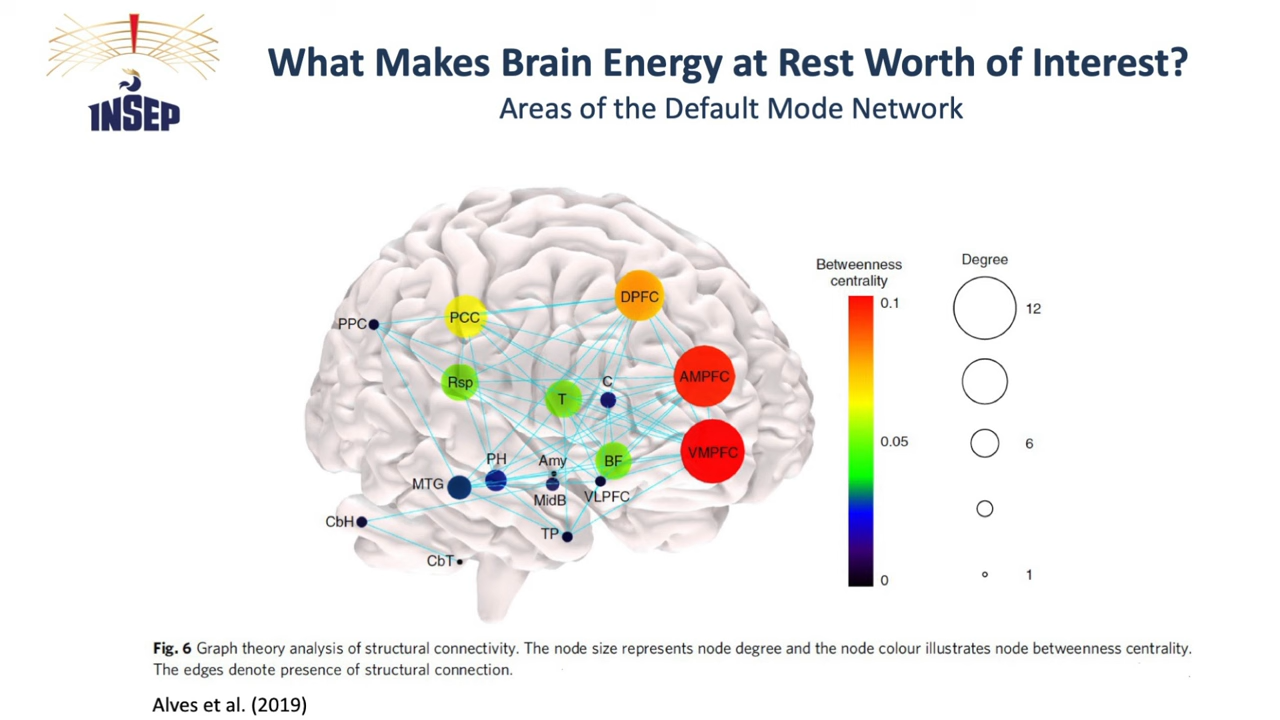 INSEP
What Makes Brain Energy at Rest Worth of Interest?
Areas of the Default Mode Network
Betweenness
centrality
Degree
0.1
12
0.05
6
0
1
DPFC
PCC
PPC
AMPFC
Rsp
C
T
VMPFC
PH
Amy
BF
MTG
MidB
VLPFC
CbH
TP
CbT
Fig. 6 Graph theory analysis of structural connectivity. The node size represents node degree and the node colour illustrates node betweenness centrality.
The edges denote presence of structural connection.
Alves et al. (2019)